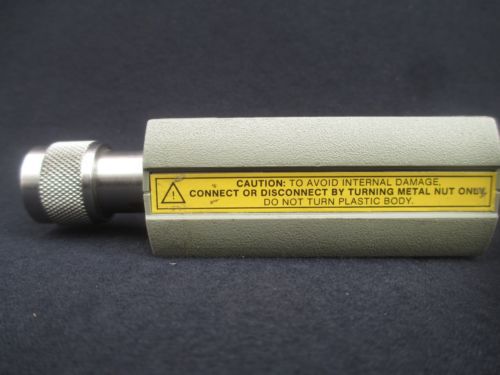 CAUTION: TO AVOID INTERNAL DAMAGE,
CONNECT OR DISCONNECT BY TURNING METAL NUT ONLY.
DO NOT TURN PLASTIC BODY.